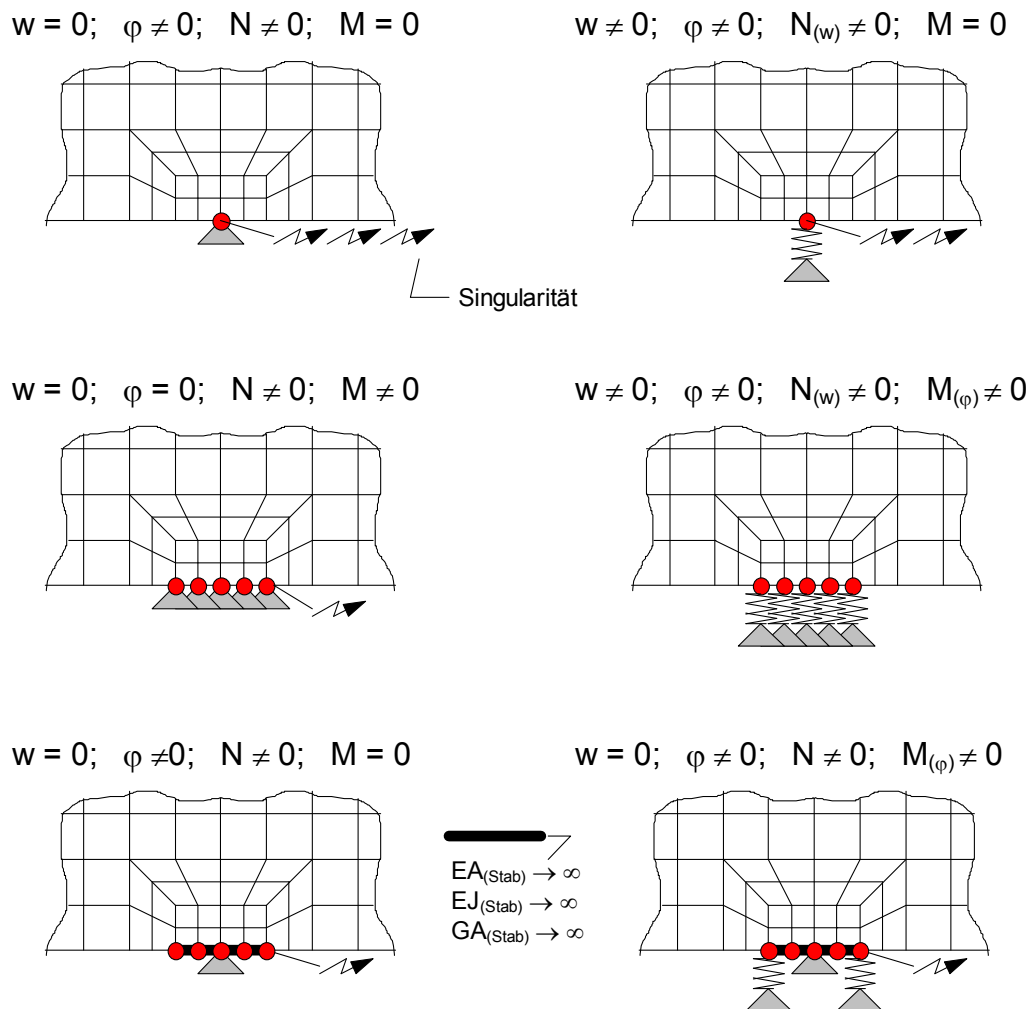 w = 0; φ ≠ 0; N ≠ 0; M = 0
w ≠ 0; φ ≠ 0; N(w) ≠ 0; M = 0
Singularität
w = 0; φ = 0; N ≠ 0; M ≠ 0
w ≠ 0; φ ≠ 0; N(w) ≠ 0; M(φ) ≠ 0
w = 0; φ ≠0; N ≠ 0; M = 0
w = 0; φ ≠ 0; N ≠ 0; M(φ) ≠ 0
EA(Stab) → ∞
EJ(Stab) → ∞
GA(Stab) → ∞